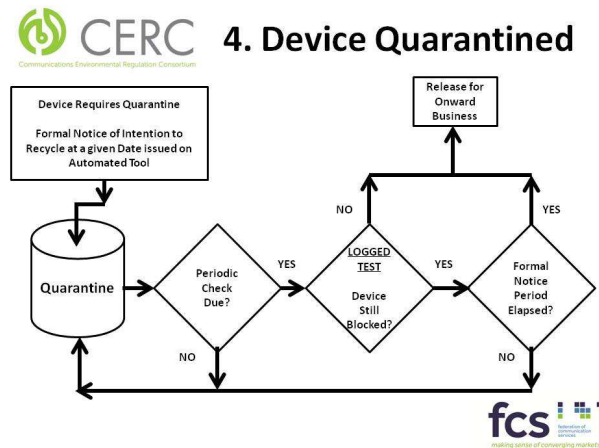 CERC
Communications Environmental Regulation Consortium
4. Device Quarantined
Device Requires Quarantine
Formal Notice of Intention to
Recycle at a given Date issued on
Automated Tool
Release for
Onward
Business
NO
YES
Quarantine
Periodic
Check
Due?
YES
LOGGED
TEST
Device
Still
Blocked?
YES
Formal
Notice
Period
Elapsed?
NO
NO
fcs
federation of
communication
services
making sense of converging markets